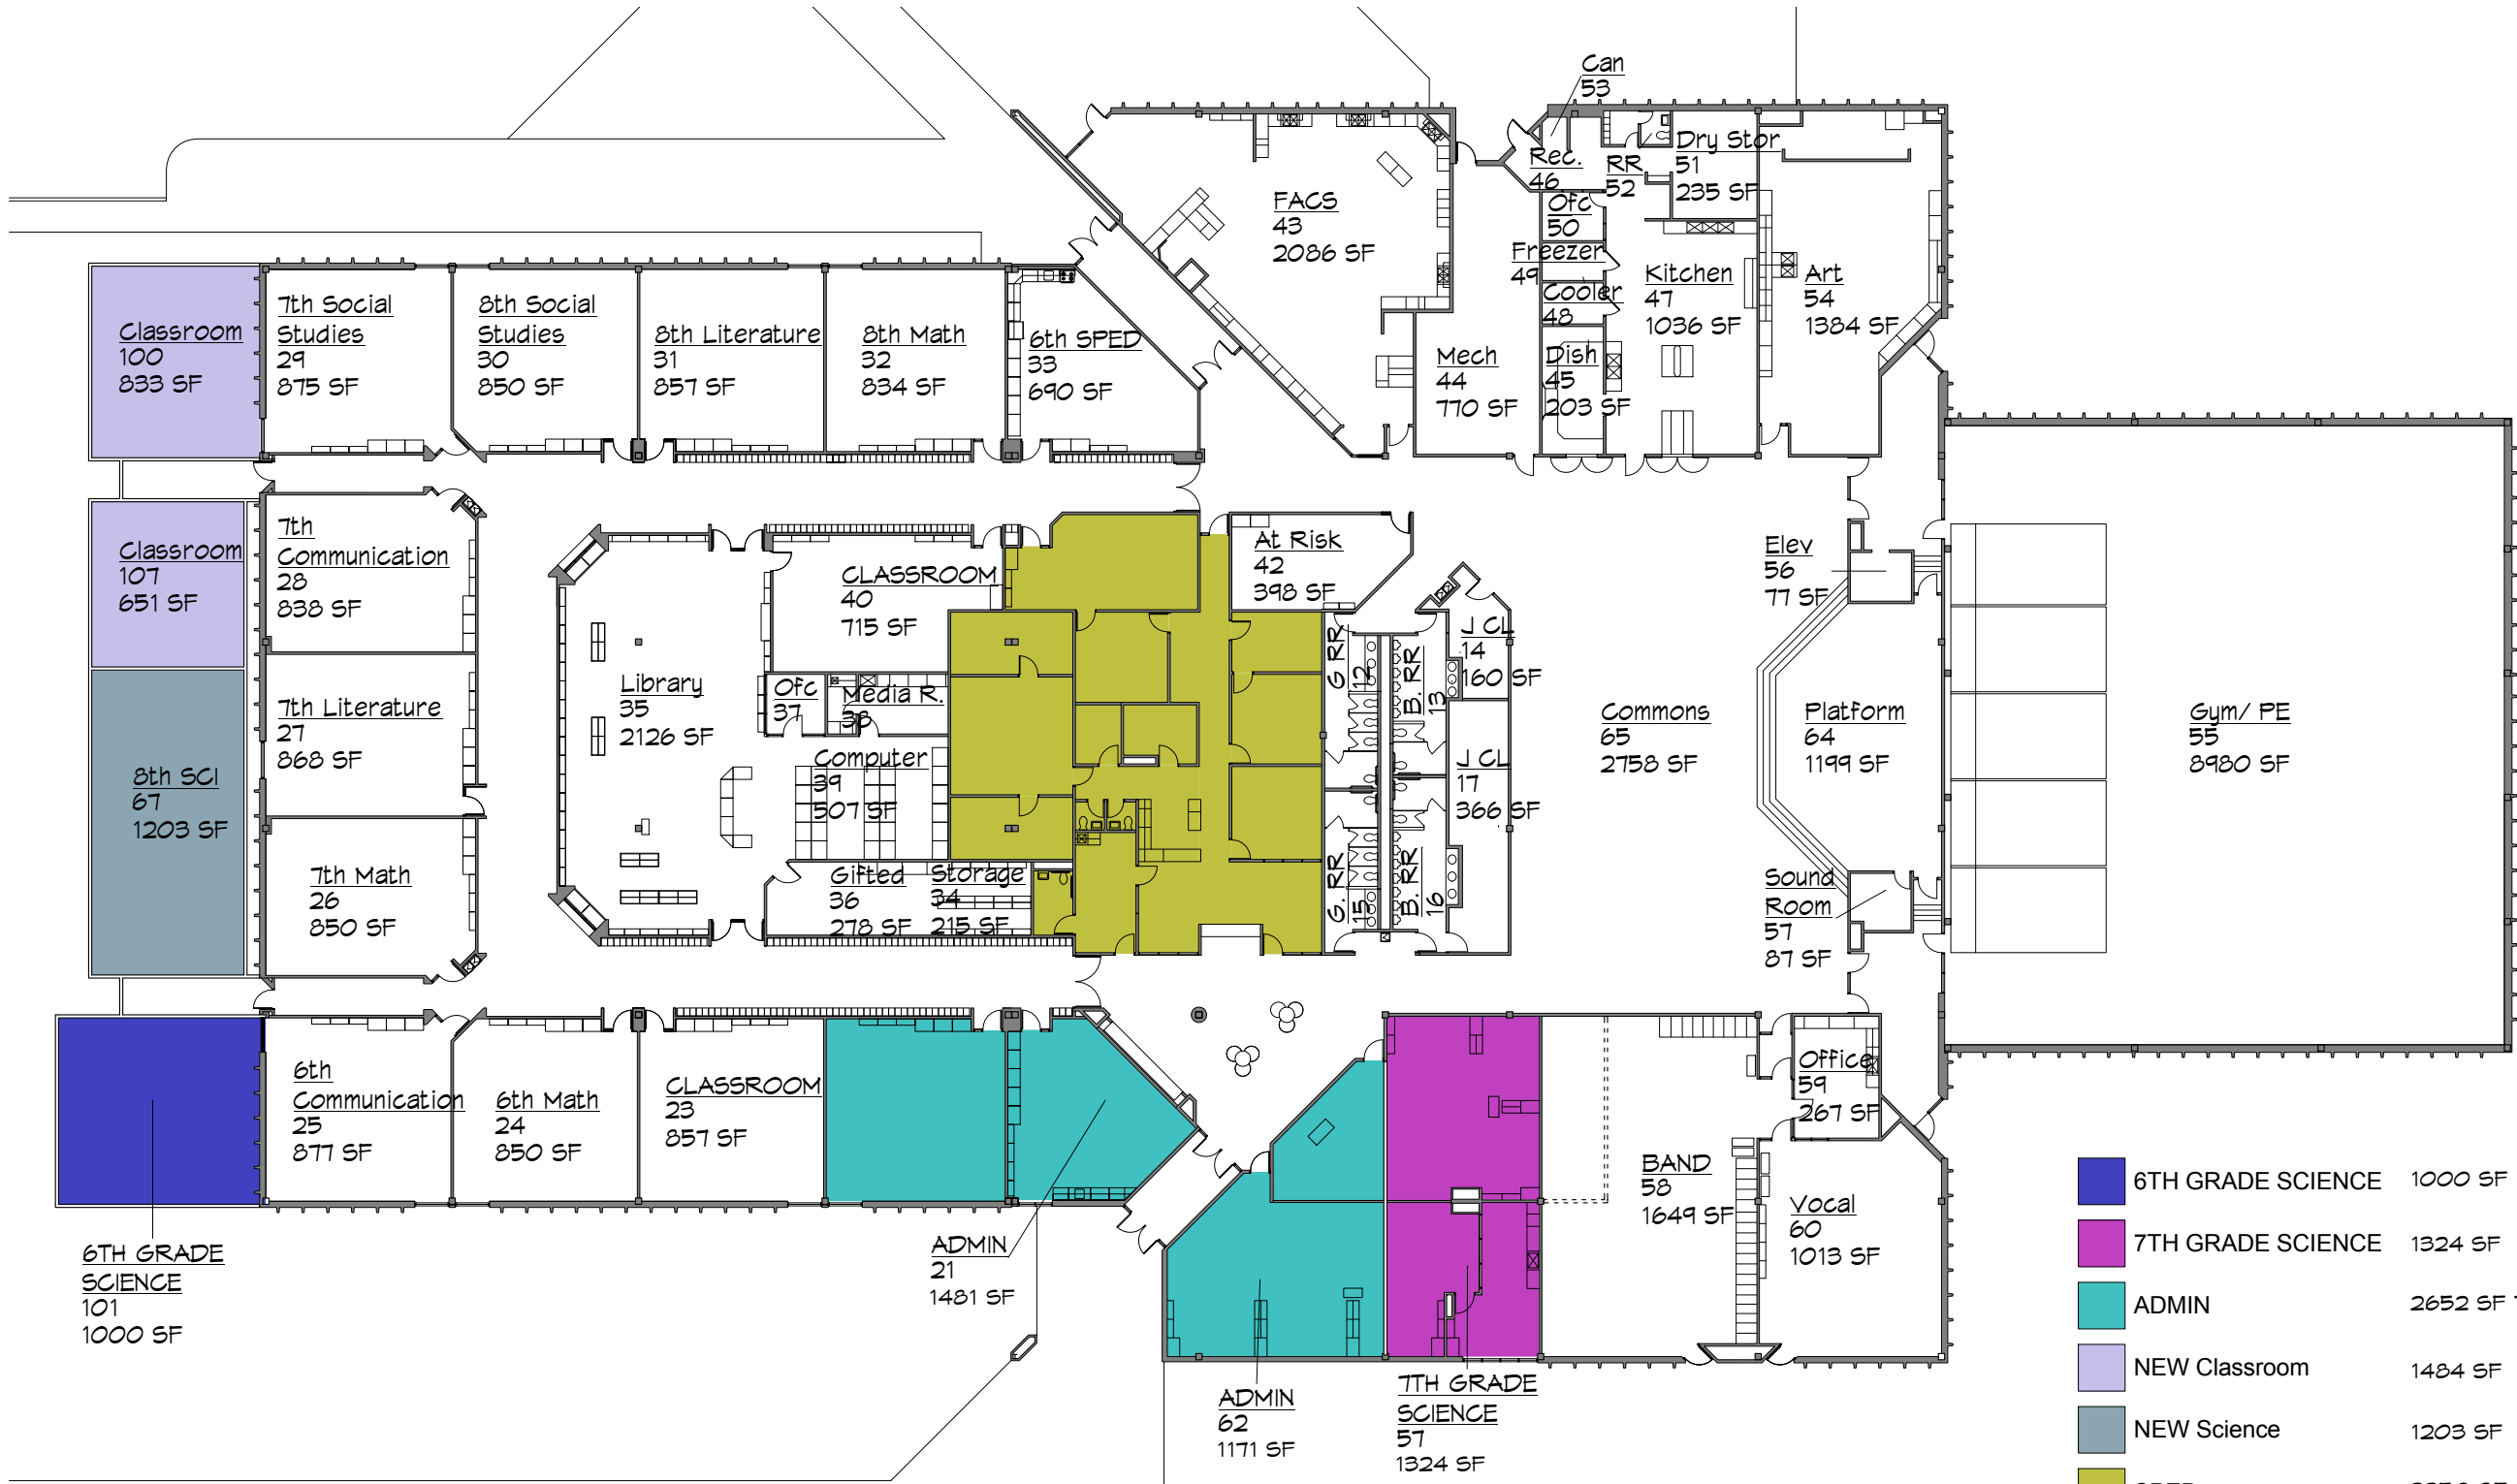 Can
53
Rec.
46
RR
52
Dry Stor
51
235 SF
FACS
43
2086 SF
Ofc
50
Freezer
49
Cooler
48
Kitchen
47
1036 SF
Art
54
1384 SF
Mech
44
770 SF
Dish
45
203 SF
Classroom
100
833 SF
7th Social
Studies
29
875 SF
8th Social
Studies
30
850 SF
8th Literature
31
857 SF
8th Math
32
834 SF
6th SPED
33
690 SF
Classroom
107
651 SF
7th
Communication
28
838 SF
CLASSROOM
40
715 SF
At Risk
42
398 SF
Elev
56
77 SF
8th SCI
67
1203 SF
7th Literature
27
868 SF
Library
35
2126 SF
Ofc
37
Media R.
38
Computer
39
507 SF
G RR
12
B. RR
13
J CL
14
160 SF
J CL
17
366 SF
Commons
65
2758 SF
Platform
64
1199 SF
Gym/ PE
55
8980 SF
7th Math
26
850 SF
Gifted
36
278 SF
Storage
34
215 SF
G. RR
15
B. RR
16
Sound
Room
57
87 SF
6th
Communication
25
877 SF
6th Math
24
850 SF
CLASSROOM
23
857 SF
Office
59
267 SF
BAND
58
1649 SF
Vocal
60
1013 SF
6TH GRADE
SCIENCE
101
1000 SF
ADMIN
21
1481 SF
ADMIN
62
1171 SF
7TH GRADE
SCIENCE
57
1324 SF
6TH GRADE SCIENCE 1000 SF
7TH GRADE SCIENCE 1324 SF
ADMIN 2652 SF
NEW Classroom 1484 SF
NEW Science 1203 SF